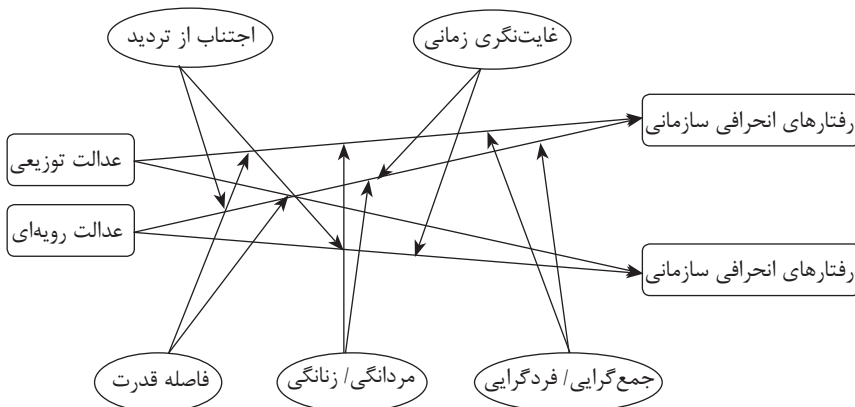 اجتناب از تردید
غایت‌نگری زمانی
رفتارهای انحرافی سازمانی
عدالت توزیعی
عدالت رویه‌ای
رفتارهای انحرافی سازمانی
فاصله قدرت
مردانگی/ زنانگی
جمع‌گرایی/ فردگرایی